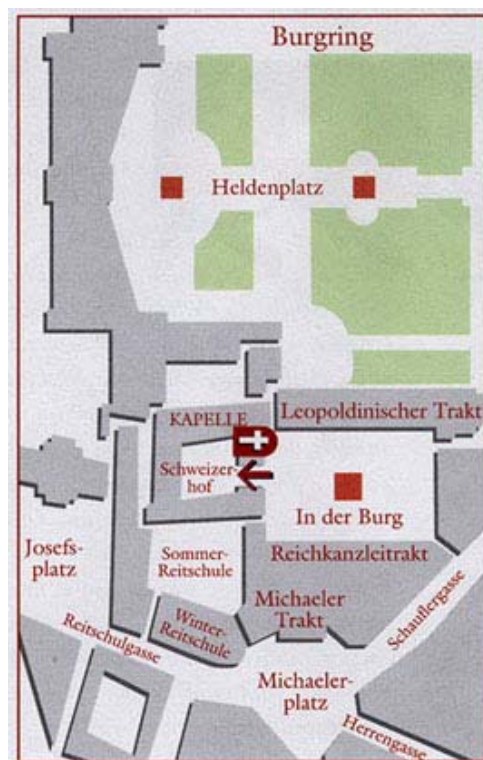 Burgring
Heldenplatz
Leopoldinischer Trakt
KAPELLE
Schweizer-
hof
In der Burg
Josefs-
platz
Sommer-
Reitschule
Reichkanzleitrakt
Michaeler
Trakt
Schauflergasse
Reitschulgasse
Winter-
Reitschule
Michaeler-
platz
Herrengasse